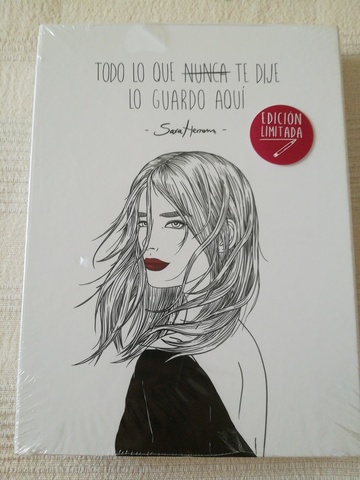 TODO LO QUE NUNCA TE DIJE
LO GUARDO AQUÍ
- Sara Herranz -
EDICIÓN
LIMITADA